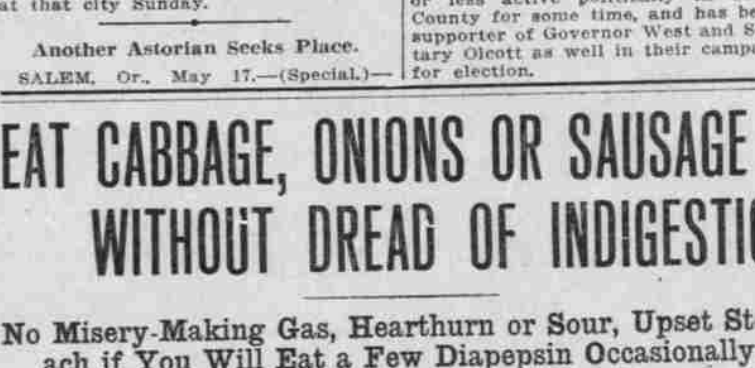 at that city Sunday.
Another Astorian Seeks Place.
SALEM, Or., May 17.—(Special.)—
County for some time, and has be
supporter of Governor West and S
tary Olcott as well in their camp
for election.
EAT CABBAGE, ONIONS OR SAUSAGE
WITHOUT DREAD OF INDIGESTIO
No Misery-Making Gas, Hearthurn or Sour, Upset St
ach if You Will Eat a Few Diapepsin Occasionally